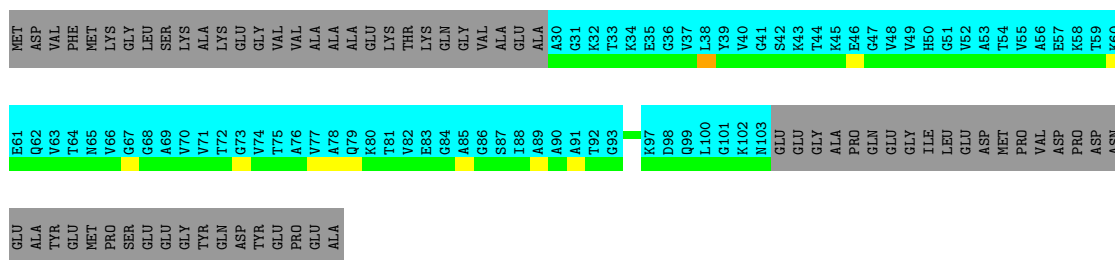 MET ASP VAL PHE MET LYS GLY LEU SER LYS ALA LYS GLU GLY VAL VAL ALA ALA ALA GLU LYS THR LYS GLN GLY VAL ALA GLU ALA A30 G31 K32 T33 K34 E35 G36 V37 L38 Y39 V40 G41 S42 K43 T44 K45 E46 G47 V48 V49 H50 G51 V52 A53 T54 V55 A56 E57 K58 T59 K60
E61 Q62 V63 T64 N65 V66 G67 G68 A69 V70 V71 T72 G73 V74 T75 A76 V77 A78 Q79 K80 T81 V82 E83 G84 A85 G86 S87 I88 A89 A90 A91 T92 G93 K97 D98 Q99 L100 G101 K102 N103 GLU GLU GLY ALA PRO GLN GLU GLY ILE LEU GLU ASP MET PRO VAL ASP PRO ASP ASN
GLU ALA TYR GLU MET PRO SER GLU GLU GLY TYR GLN ASP TYR GLU PRO GLU ALA